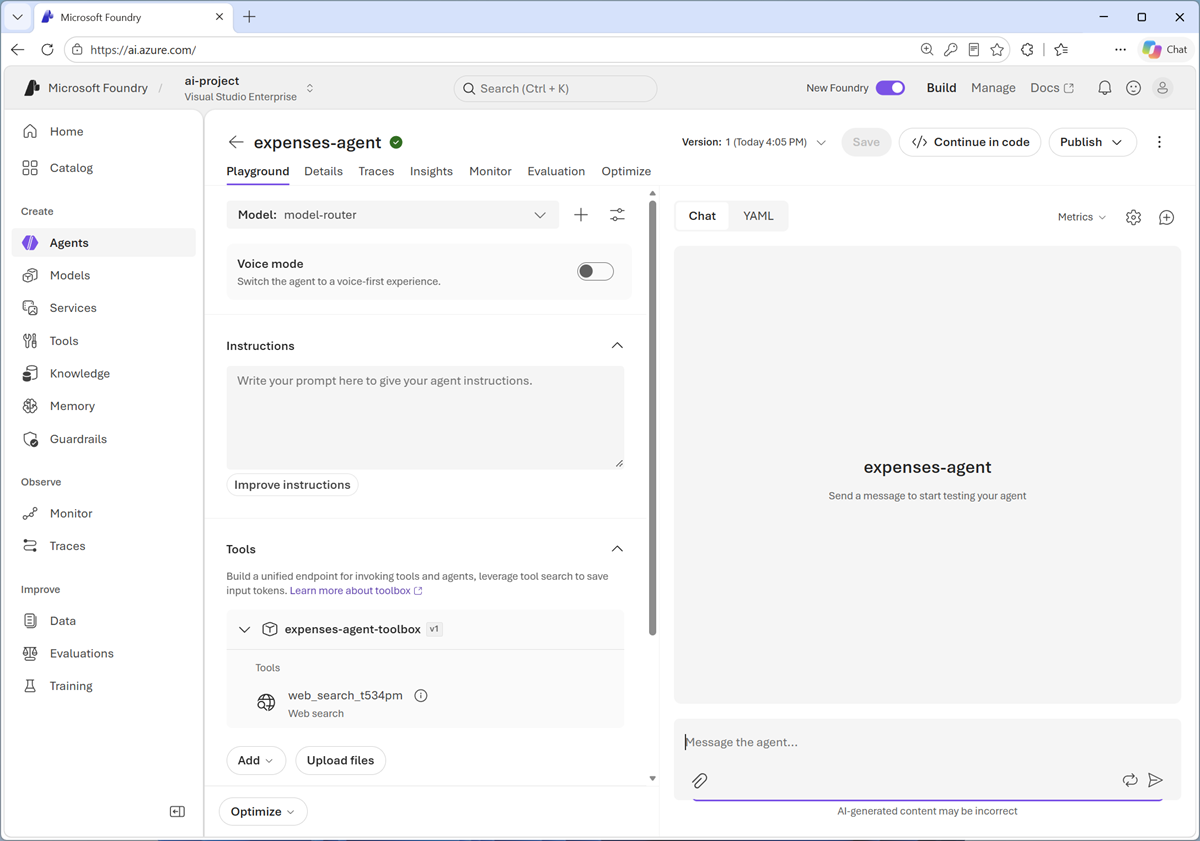 Microsoft Foundry
https://ai.azure.com/
Chat
Microsoft Foundry
/
ai-project
Visual Studio Enterprise
Search (Ctrl + K)
New Foundry
Build
Manage
Docs
Home
Catalog
Create
Agents
Models
Services
Tools
Knowledge
Memory
Guardrails
Observe
Monitor
Traces
Improve
Data
Evaluations
Training
expenses-agent
Version: 1 (Today 4:05 PM)
Save
Continue in code
Publish
Playground
Details
Traces
Insights
Monitor
Evaluation
Optimize
Model: model-router
Voice mode
Switch the agent to a voice-first experience.
Instructions
Write your prompt here to give your agent instructions.
Improve instructions
Tools
Build a unified endpoint for invoking tools and agents, leverage tool search to save
input tokens. Learn more about toolbox
expenses-agent-toolbox v1
Tools
web_search_t534pm
Web search
Add
Upload files
Optimize
Chat
YAML
Metrics
expenses-agent
Send a message to start testing your agent
Message the agent...
AI-generated content may be incorrect